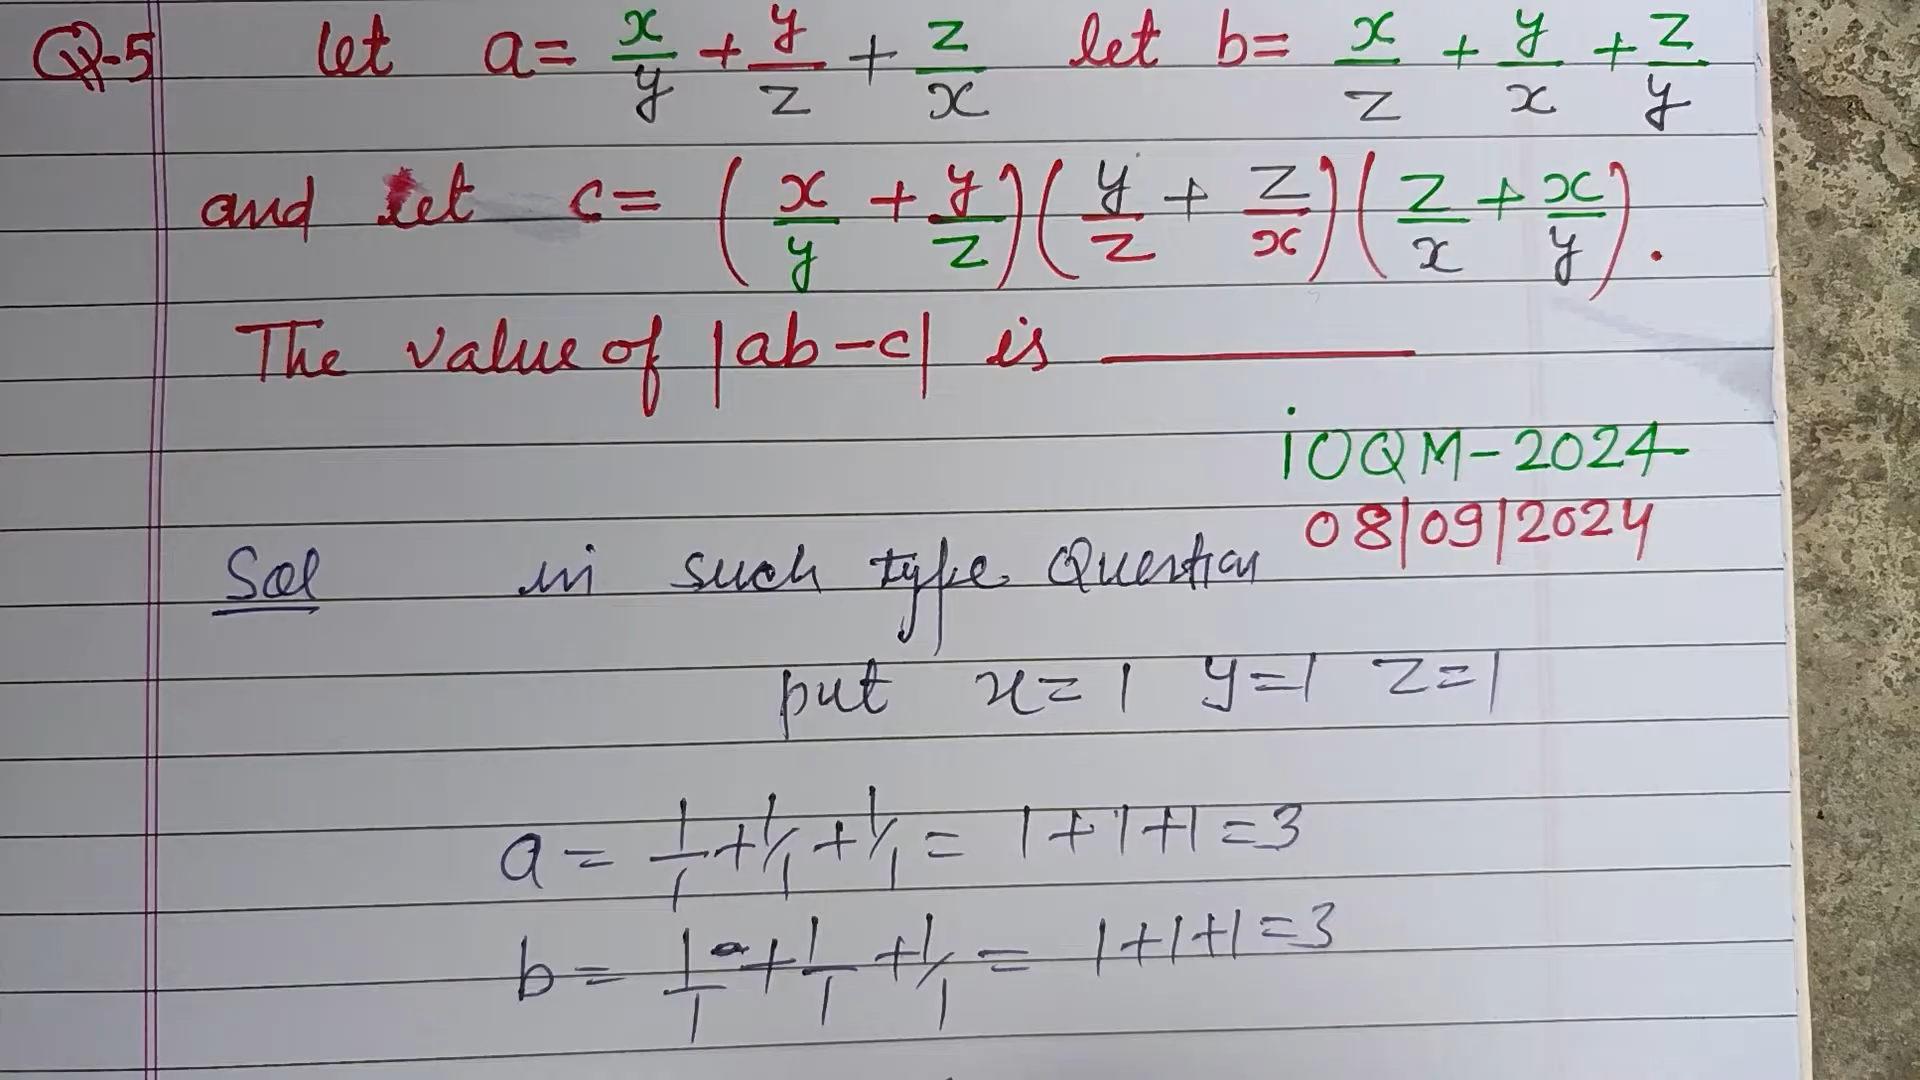 Q-5 let a= x/y + y/z + z/x let b= x/z + y/x + z/y
and let c= (x/y + y/z)(y/z + z/x)(z/x + x/y).
The value of |ab-c| is ________
iOQM-2024
08/09/2024
Sol in such type Question
put x=1 y=1 z=1
a = 1/1 + 1/1 + 1/1 = 1+1+1=3
b = 1/1 + 1/1 + 1/1 = 1+1+1=3